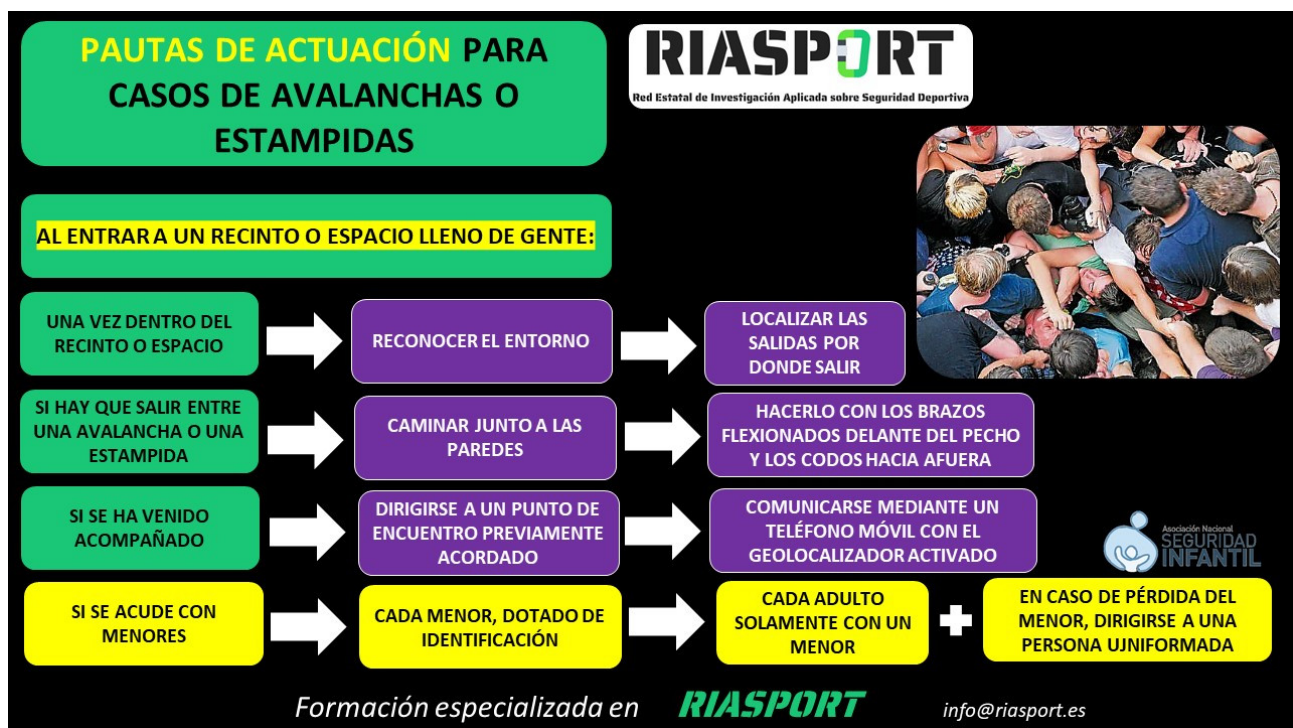 PAUTAS DE ACTUACIÓN PARA
CASOS DE AVALANCHAS O
ESTAMPIDAS
RIASPORT
Red Estatal de Investigación Aplicada sobre Seguridad Deportiva
AL ENTRAR A UN RECINTO O ESPACIO LLENO DE GENTE:
UNA VEZ DENTRO DEL
RECINTO O ESPACIO
RECONOCER EL ENTORNO
LOCALIZAR LAS
SALIDAS POR
DONDE SALIR
SI HAY QUE SALIR ENTRE
UNA AVALANCHA O UNA
ESTAMPIDA
CAMINAR JUNTO A LAS
PAREDES
HACERLO CON LOS BRAZOS
FLEXIONADOS DELANTE DEL PECHO
Y LOS CODOS HACIA AFUERA
SI SE HA VENIDO
ACOMPAÑADO
DIRIGIRSE A UN PUNTO DE
ENCUENTRO PREVIAMENTE
ACORDADO
COMUNICARSE MEDIANTE UN
TELÉFONO MÓVIL CON EL
GEOLOCALIZADOR ACTIVADO
Asociación Nacional
SEGURIDAD
INFANTIL
SI SE ACUDE CON
MENORES
CADA MENOR, DOTADO DE
IDENTIFICACIÓN
CADA ADULTO
SOLAMENTE CON UN
MENOR
EN CASO DE PÉRDIDA DEL
MENOR, DIRIGIRSE A UNA
PERSONA UJNIFORMADA
Formación especializada en RIASPORT info@riasport.es